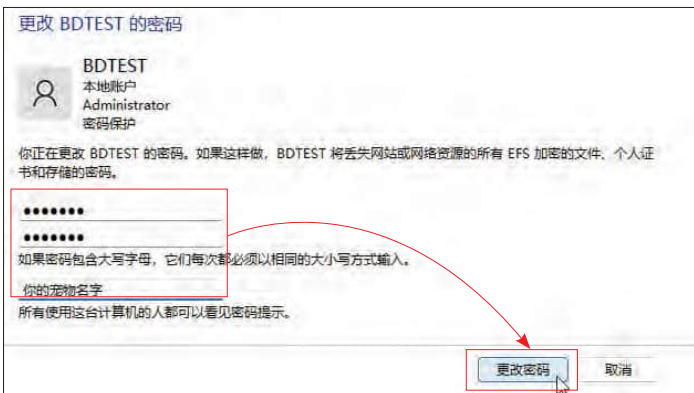 更改 BDTEST 的密码
BDTEST
本地账户
Administrator
密码保护
你正在更改 BDTEST 的密码。如果这样做，BDTEST 将丢失网站或网络资源的所有 EFS 加密的文件、个人证
书和存储的密码。
•••••••
•••••••
如果密码包含大写字母，它们每次都必须以相同的大小写方式输入。
你的宠物名字
所有使用这台计算机的人都可以看见密码提示。
更改密码 取消